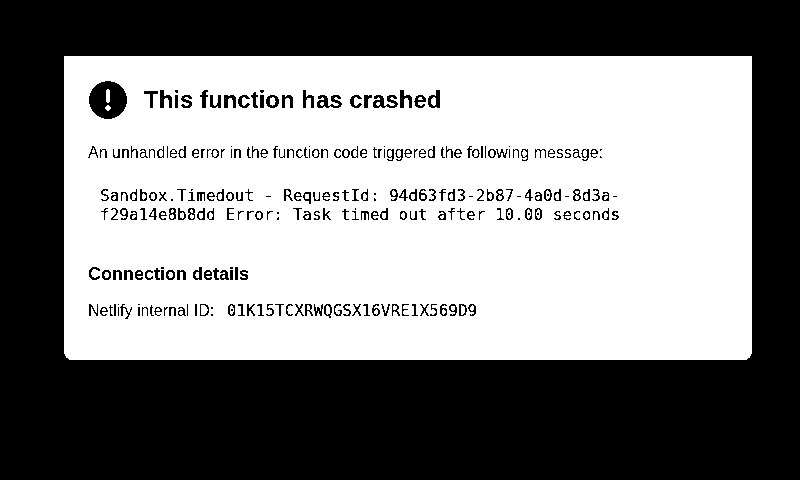 This function has crashed
An unhandled error in the function code triggered the following message:
Sandbox.Timedout - RequestId: 94d63fd3-2b87-4a0d-8d3a-
f29a14e8b8dd Error: Task timed out after 10.00 seconds
Connection details
Netlify internal ID: 01K15TCXRWQGSX16VRE1X569D9